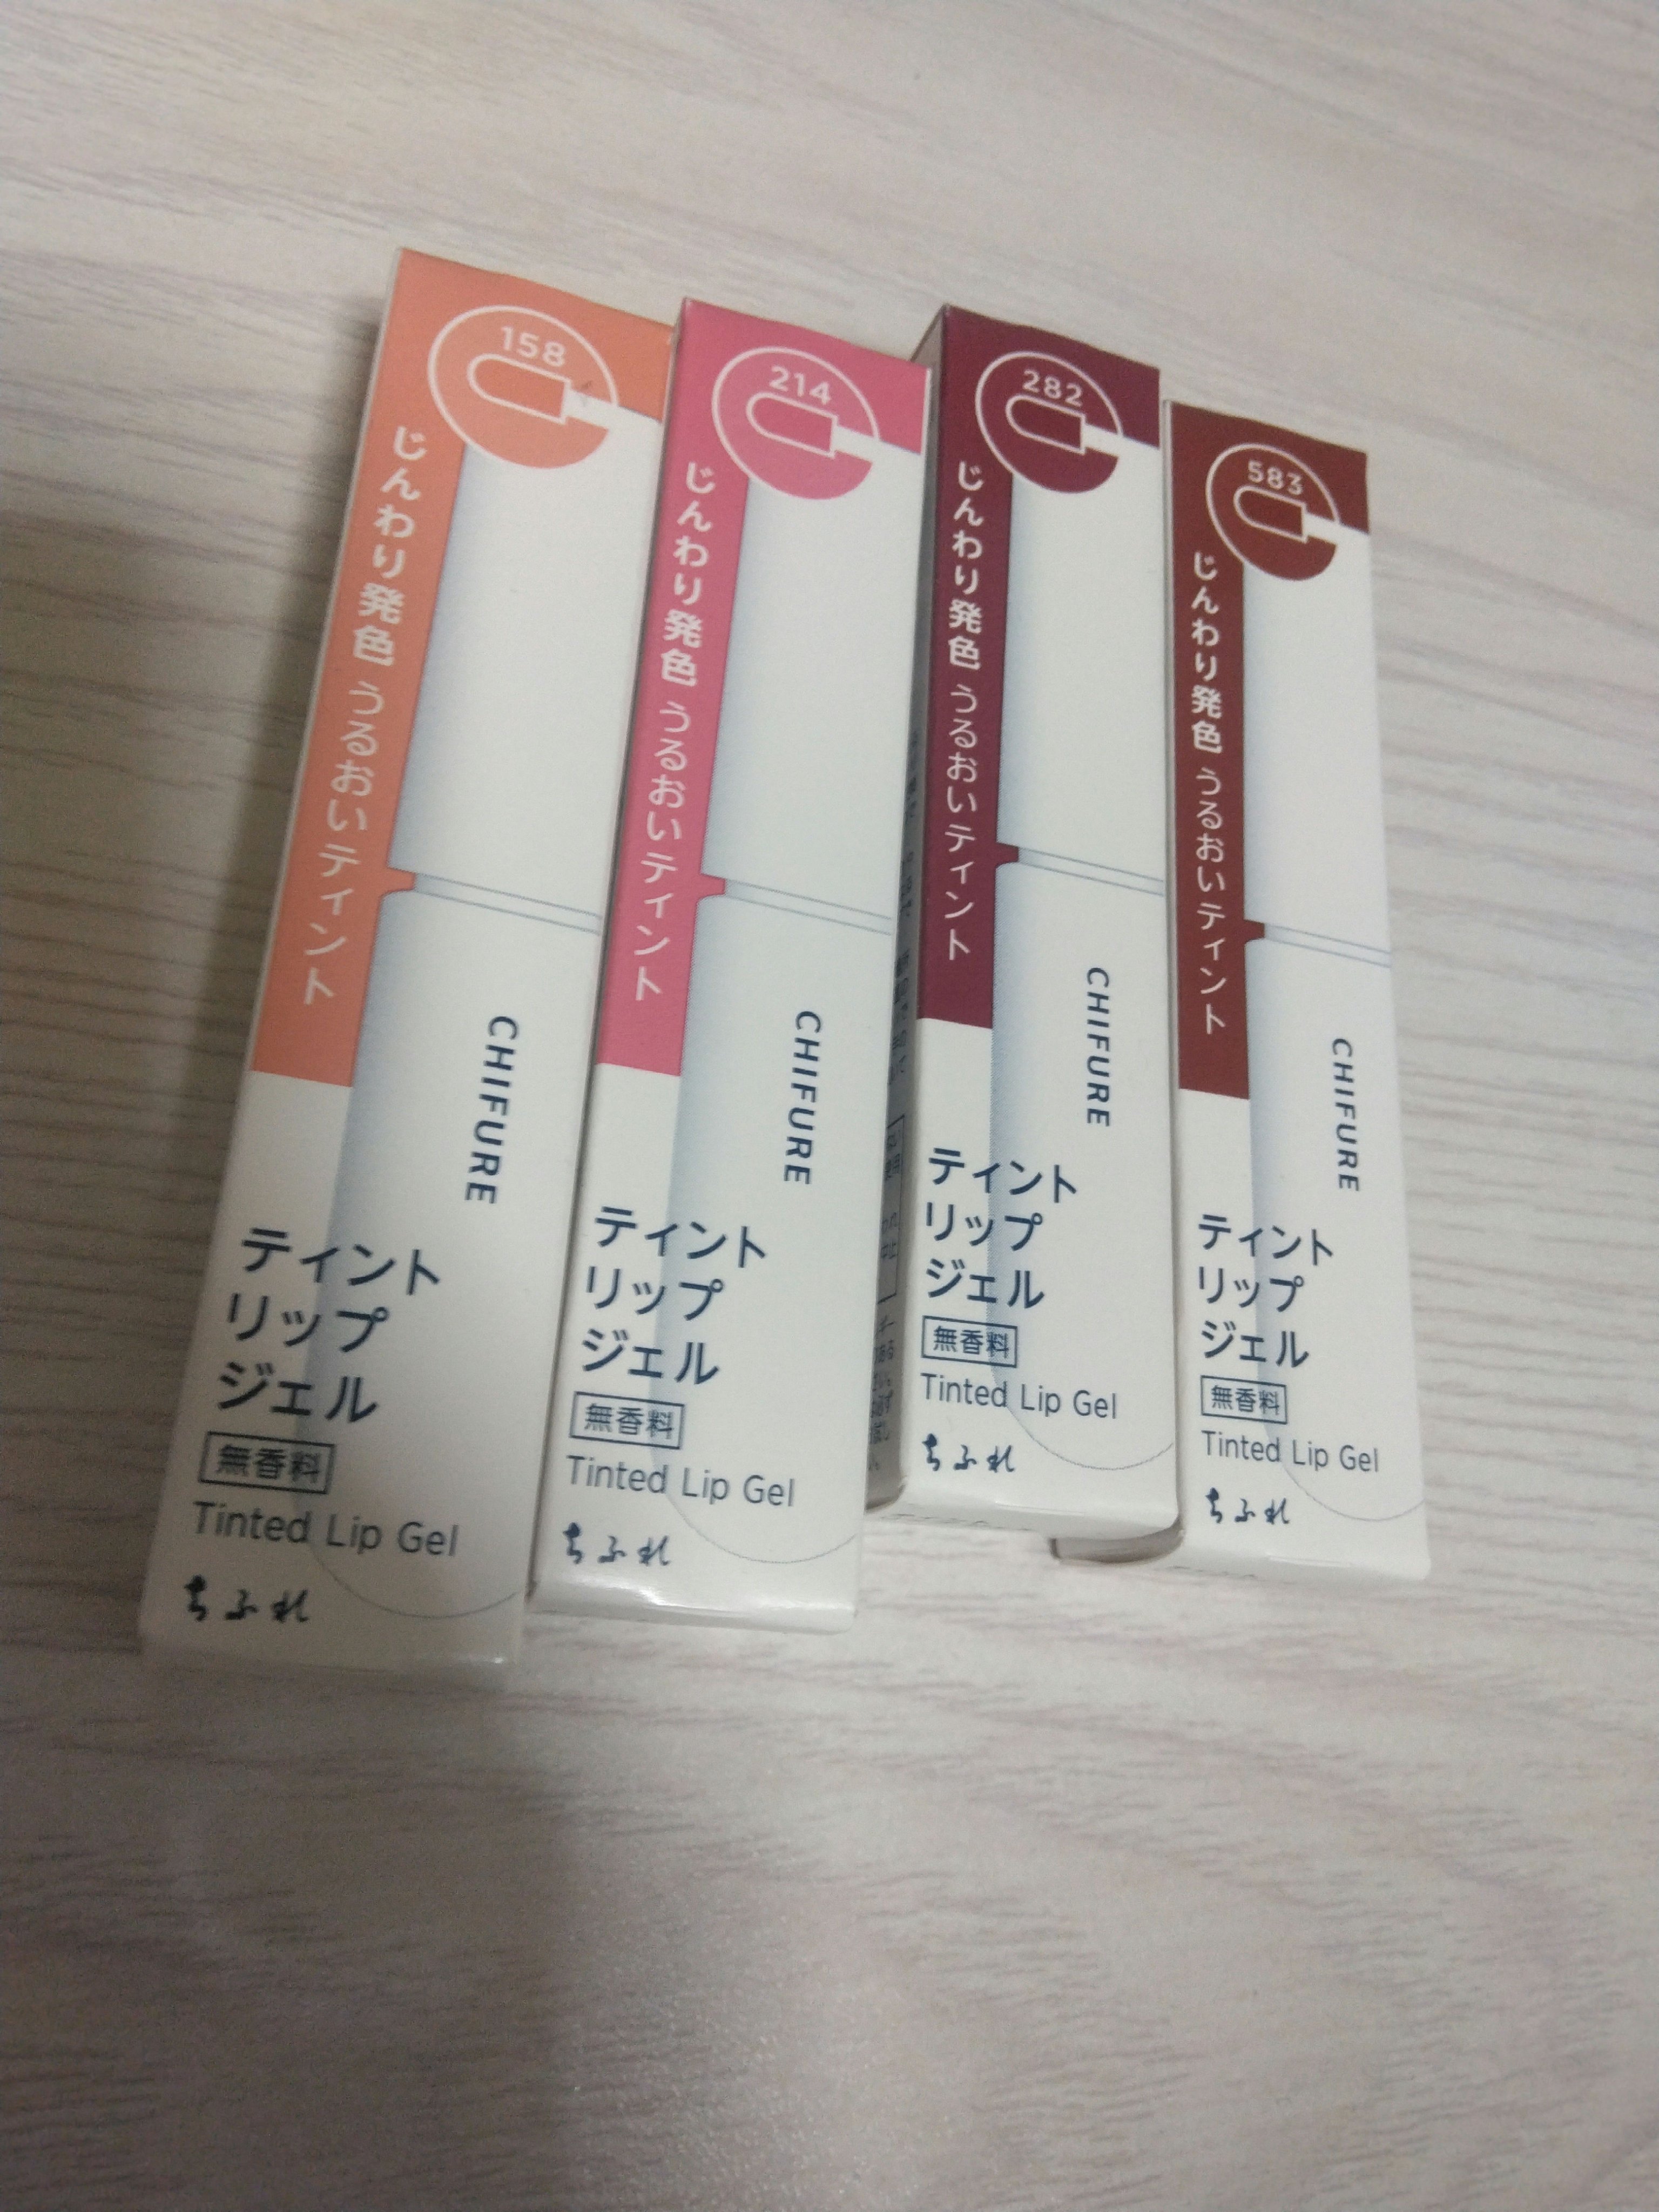 158
じんわり発色 うるおいティント
CHIFURE
ティント
リップ
ジェル
無香料
Tinted Lip Gel
ちふれ
214
じんわり発色 うるおいティント
CHIFURE
ティント
リップ
ジェル
無香料
Tinted Lip Gel
ちふれ
282
じんわり発色 うるおいティント
CHIFURE
ティント
リップ
ジェル
無香料
Tinted Lip Gel
ちふれ
583
じんわり発色 うるおいティント
CHIFURE
ティント
リップ
ジェル
無香料
Tinted Lip Gel
ちふれ